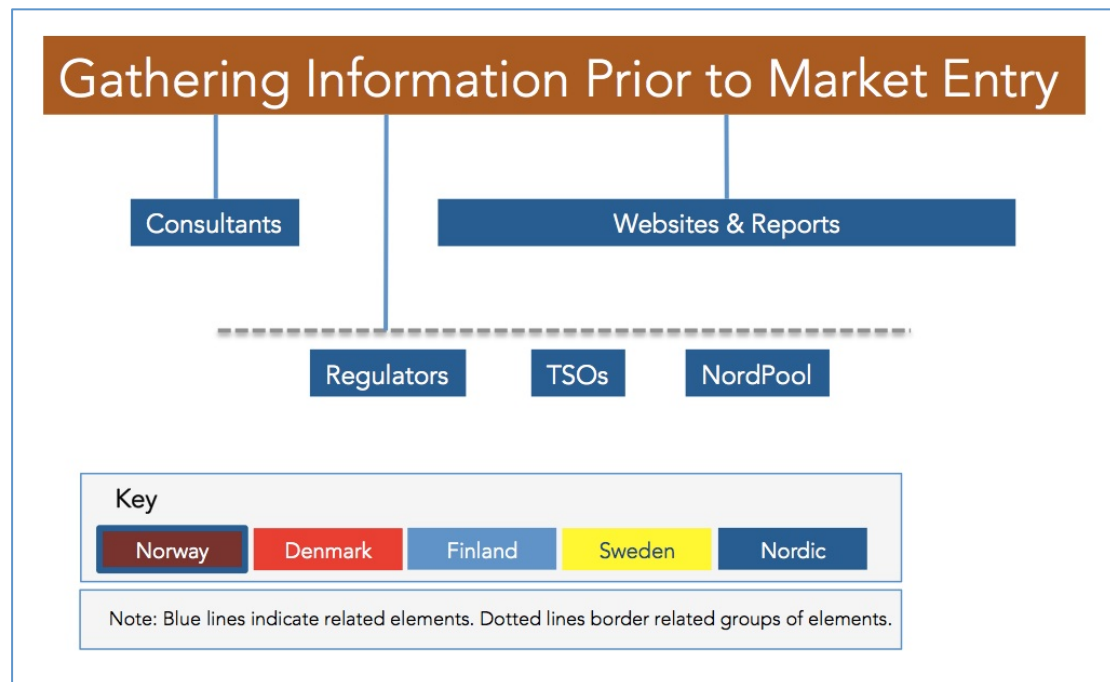 Gathering Information Prior to Market Entry
Consultants
Websites & Reports
Regulators
TSOs
NordPool
Key
Norway
Denmark
Finland
Sweden
Nordic
Note: Blue lines indicate related elements. Dotted lines border related groups of elements.